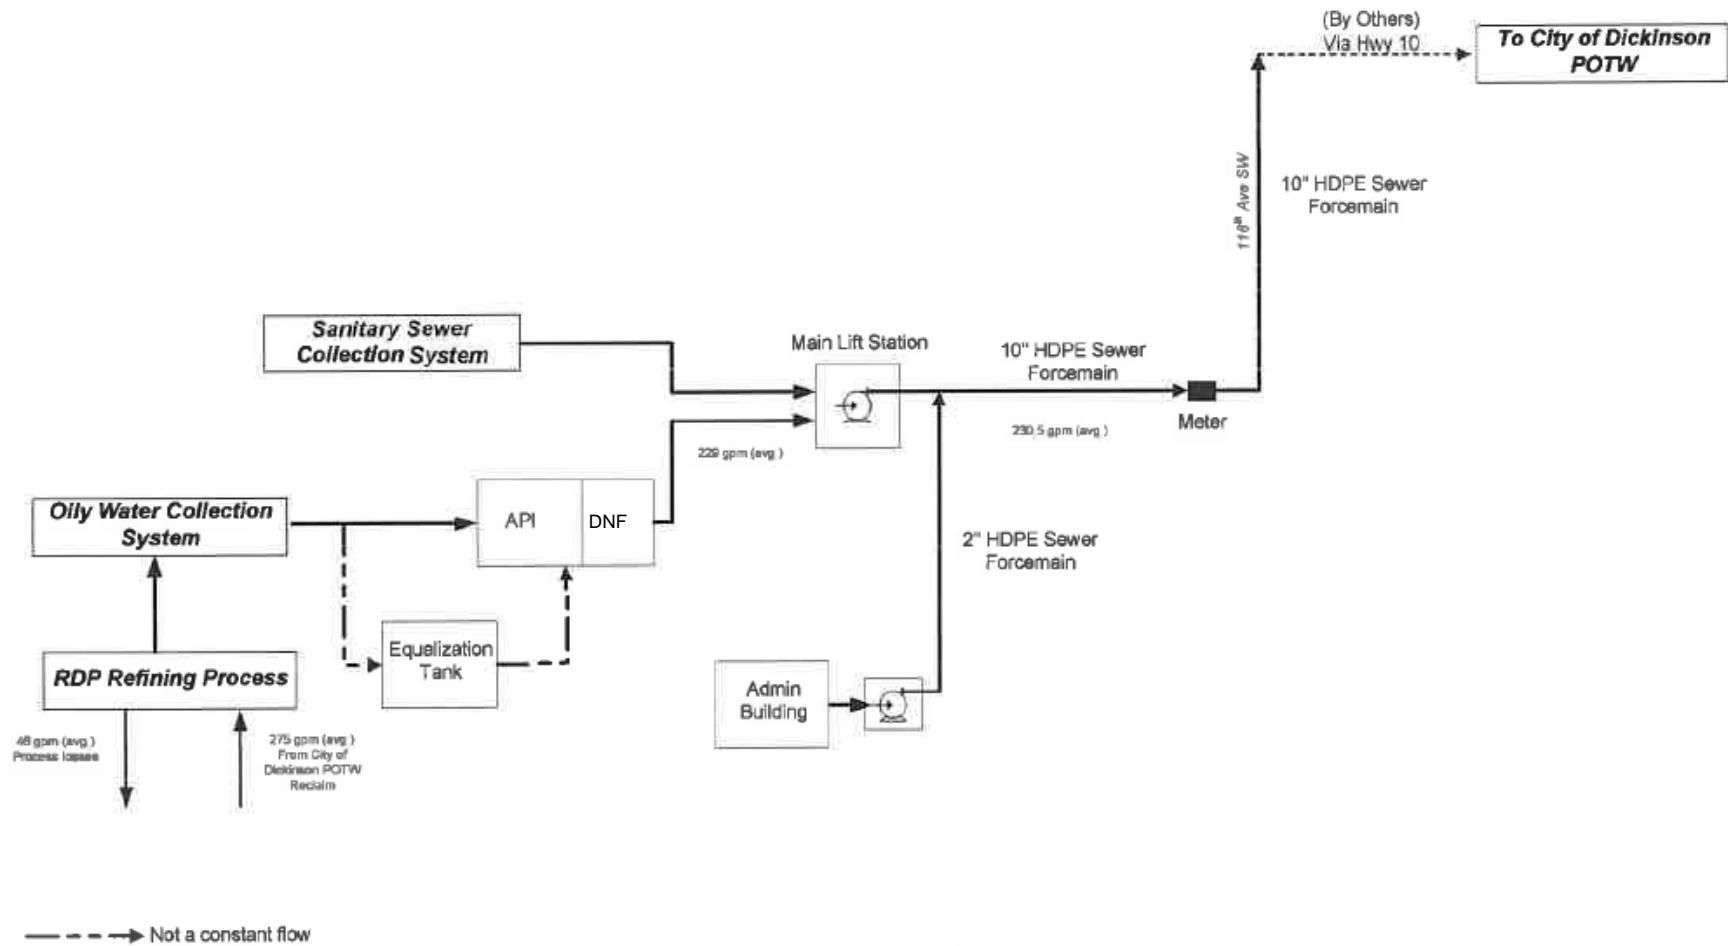 (By Others)
Via Hwy 10
To City of Dickinson
POTW
116th Ave SW
10" HDPE Sewer
Forcemain
Sanitary Sewer
Collection System
Main Lift Station
10" HDPE Sewer
Forcemain
230.5 gpm (avg.)
Meter
229 gpm (avg.)
Oily Water Collection
System
API
DNF
2" HDPE Sewer
Forcemain
Equalization
Tank
RDP Refining Process
Admin
Building
46 gpm (avg.)
Process losses
275 gpm (avg.)
From City of
Dickinson POTW
Reclaim
Not a constant flow